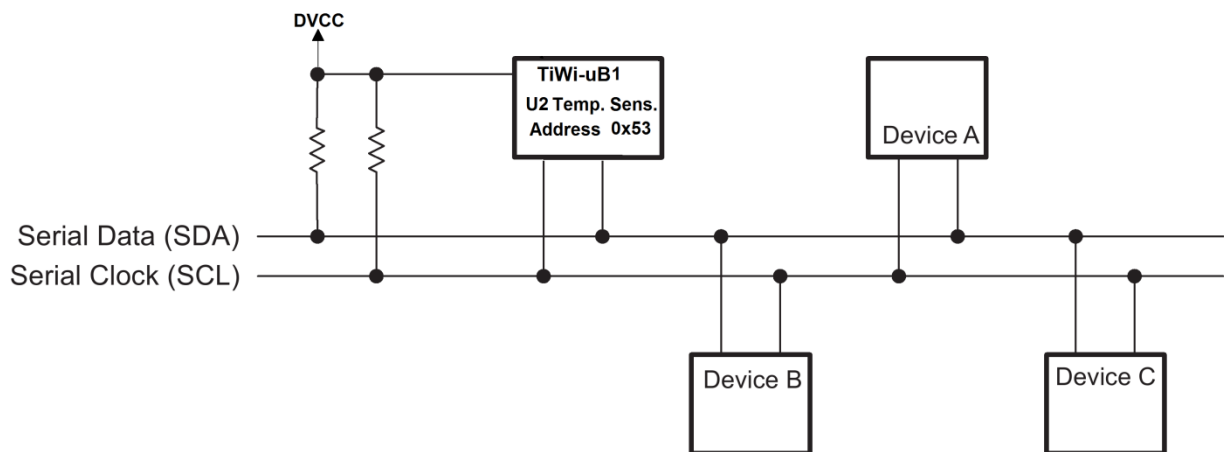 DVCC
TiWi-uB1
U2 Temp. Sens.
Address 0x53
Device A
Serial Data (SDA)
Serial Clock (SCL)
Device B
Device C